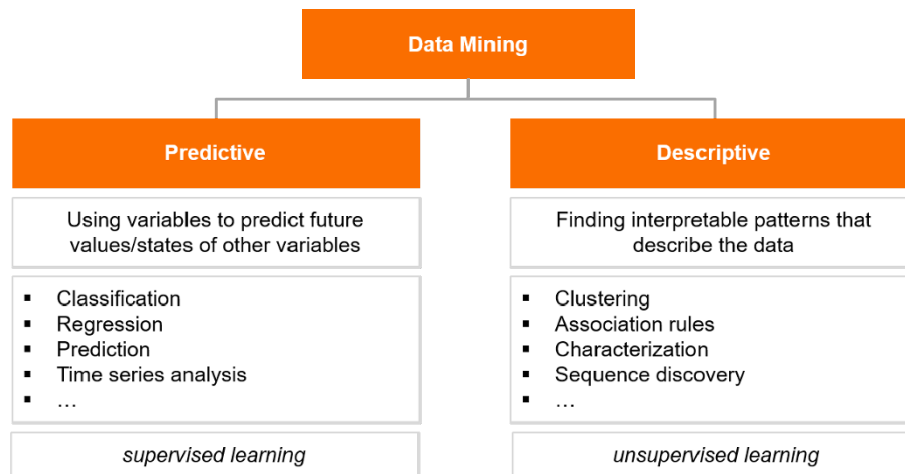 Data Mining
Predictive
Using variables to predict future
values/states of other variables
▪ Classification
▪ Regression
▪ Prediction
▪ Time series analysis
▪ …
supervised learning
Descriptive
Finding interpretable patterns that
describe the data
▪ Clustering
▪ Association rules
▪ Characterization
▪ Sequence discovery
▪ …
unsupervised learning